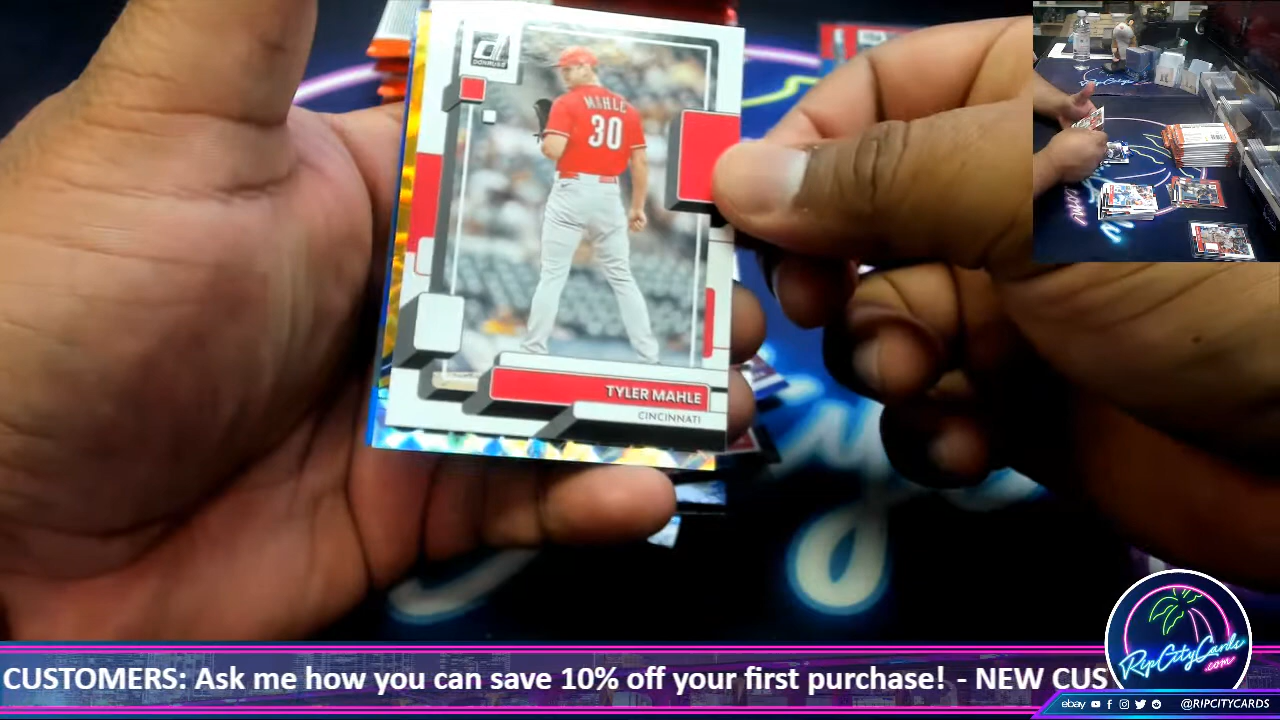 DONRUSS
MAHLE
30
TYLER MAHLE
CINCINNATI
CUSTOMERS: Ask me how you can save 10% off your first purchase! - NEW CUS
RipCityCards
.com
ebay
@RIPCITYCARDS